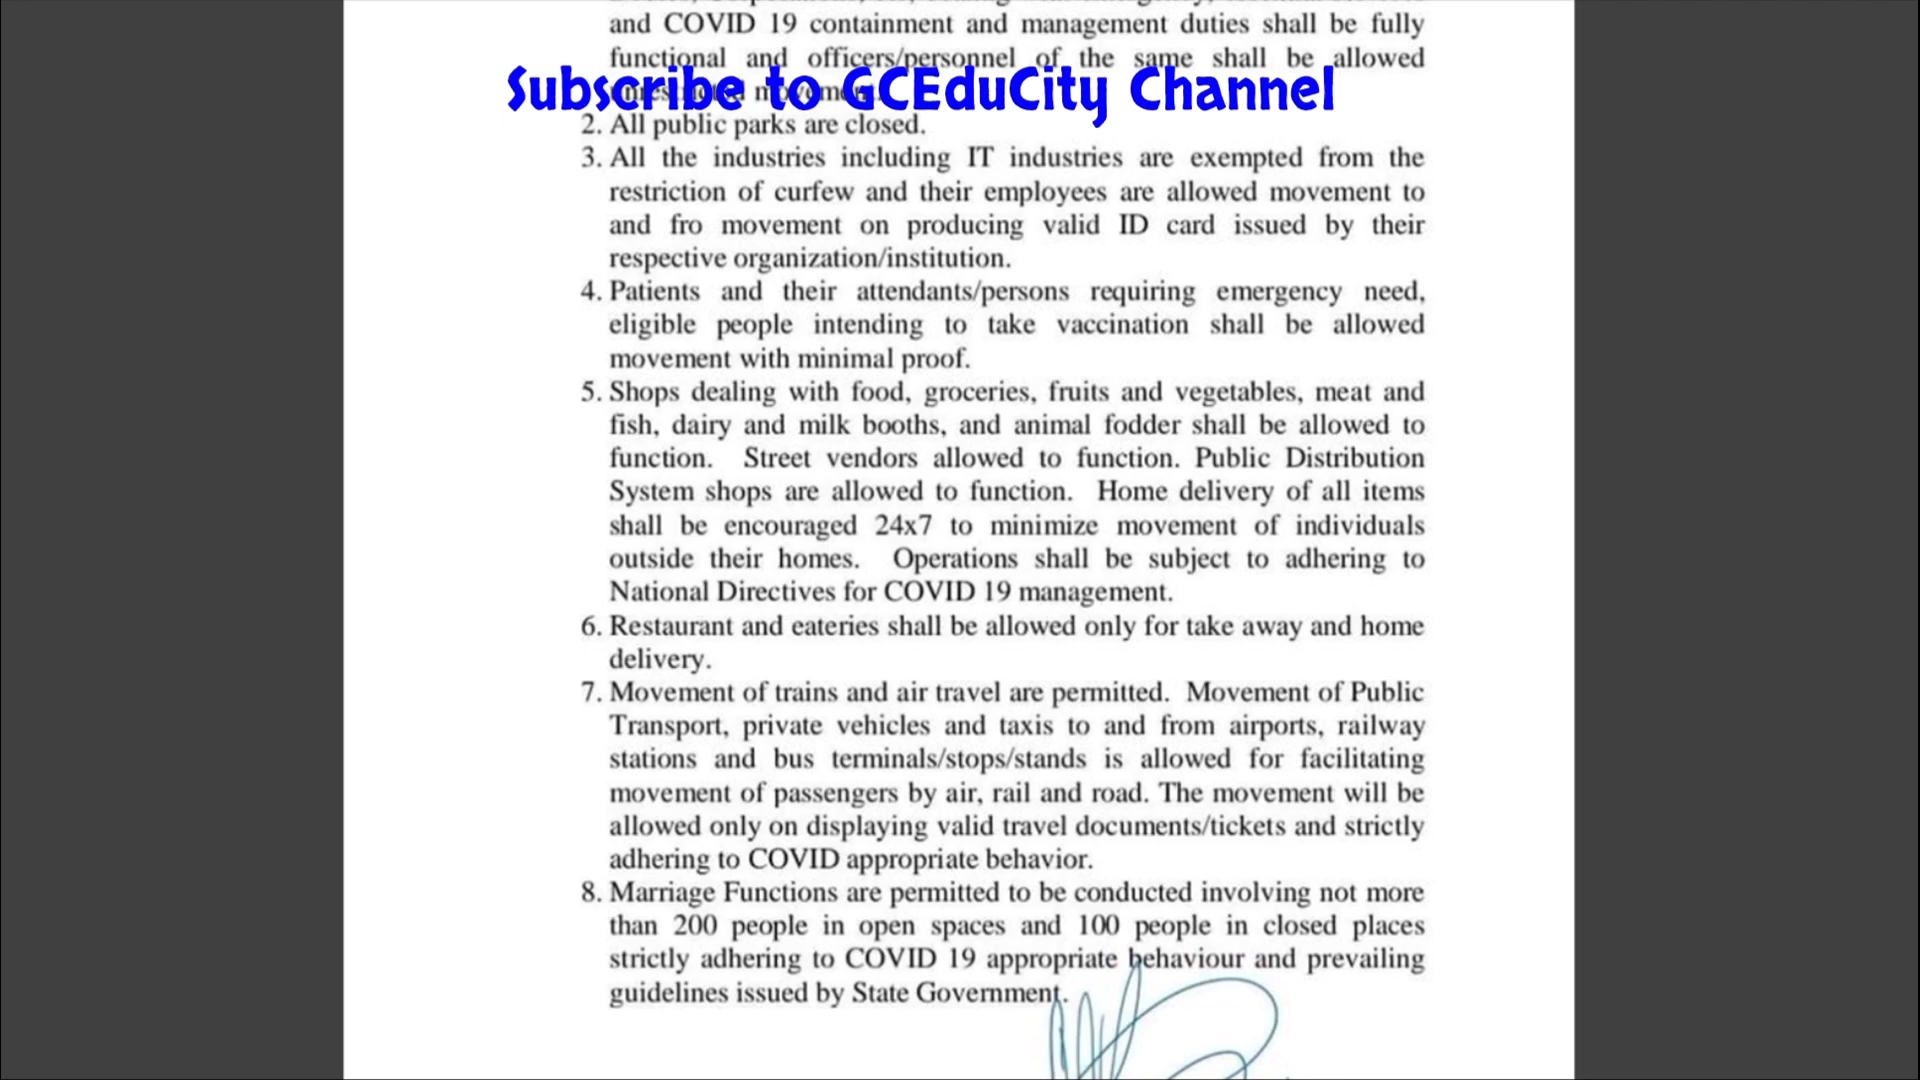 and COVID 19 containment and management duties shall be fully
functional and officers/personnel of the same shall be allowed
Subscribe to GCEduCity Channel
2. All public parks are closed.
3. All the industries including IT industries are exempted from the
restriction of curfew and their employees are allowed movement to
and fro movement on producing valid ID card issued by their
respective organization/institution.
4. Patients and their attendants/persons requiring emergency need,
eligible people intending to take vaccination shall be allowed
movement with minimal proof.
5. Shops dealing with food, groceries, fruits and vegetables, meat and
fish, dairy and milk booths, and animal fodder shall be allowed to
function. Street vendors allowed to function. Public Distribution
System shops are allowed to function. Home delivery of all items
shall be encouraged 24x7 to minimize movement of individuals
outside their homes. Operations shall be subject to adhering to
National Directives for COVID 19 management.
6. Restaurant and eateries shall be allowed only for take away and home
delivery.
7. Movement of trains and air travel are permitted. Movement of Public
Transport, private vehicles and taxis to and from airports, railway
stations and bus terminals/stops/stands is allowed for facilitating
movement of passengers by air, rail and road. The movement will be
allowed only on displaying valid travel documents/tickets and strictly
adhering to COVID appropriate behavior.
8. Marriage Functions are permitted to be conducted involving not more
than 200 people in open spaces and 100 people in closed places
strictly adhering to COVID 19 appropriate behaviour and prevailing
guidelines issued by State Government.